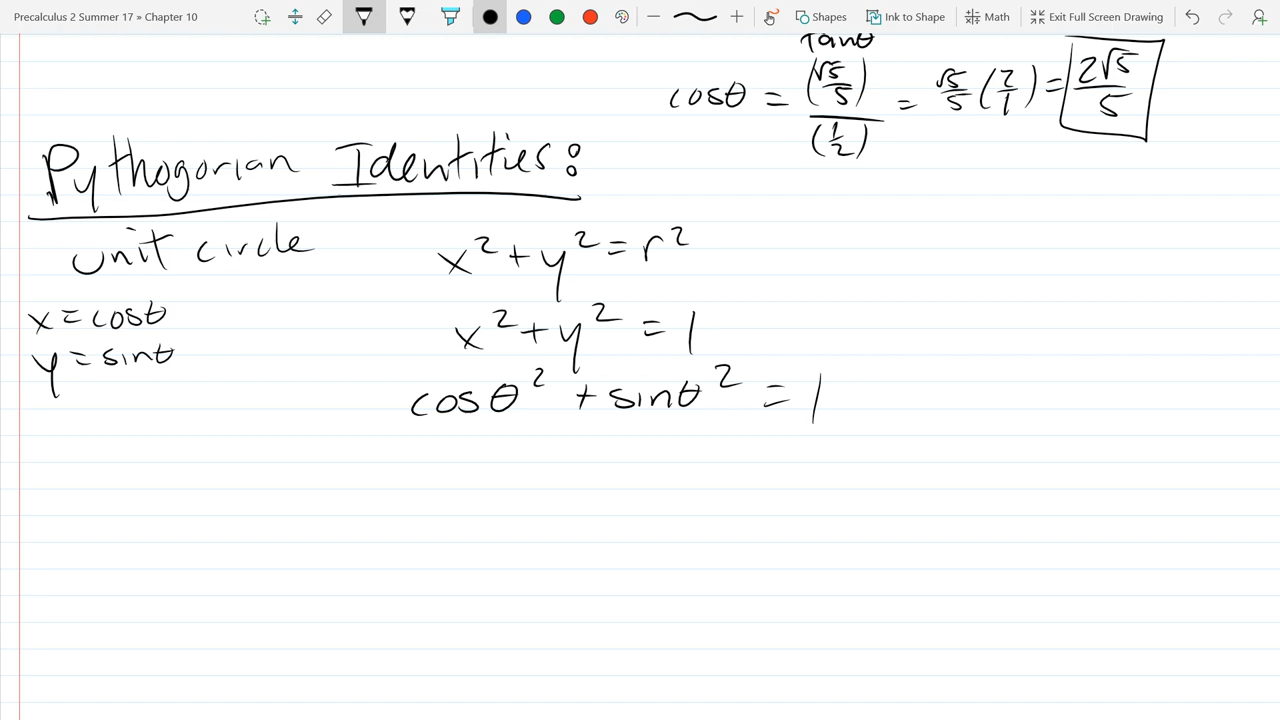 Precalculus 2 Summer 17 » Chapter 10
Shapes
Ink to Shape
Math
Exit Full Screen Drawing
tanθ
cosθ = (√5/5)/(1/2) = √5/5 (2/1) = 2√5/5
Pythogorian Identities:
unit circle
x² + y² = r²
x = cosθ
x² + y² = 1
y = sinθ
cosθ² + sinθ² = 1